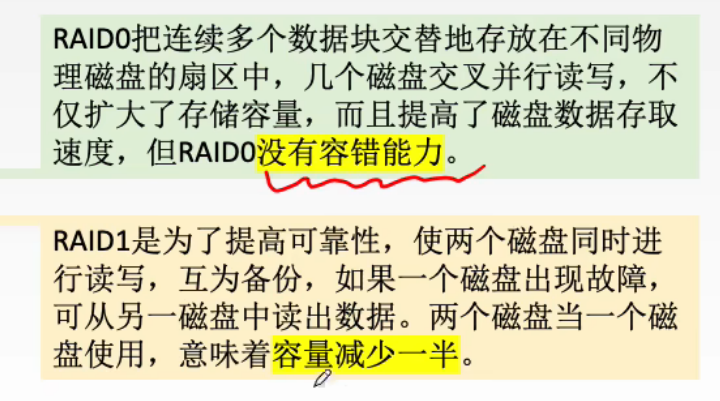 RAID0把连续多个数据块交替地存放在不同物
理磁盘的扇区中，几个磁盘交叉并行读写，不
仅扩大了存储容量，而且提高了磁盘数据存取
速度，但RAID0没有容错能力。
RAID1是为了提高可靠性，使两个磁盘同时进
行读写，互为备份，如果一个磁盘出现故障，
可从另一磁盘中读出数据。两个磁盘当一个磁
盘使用，意味着容量减少一半。